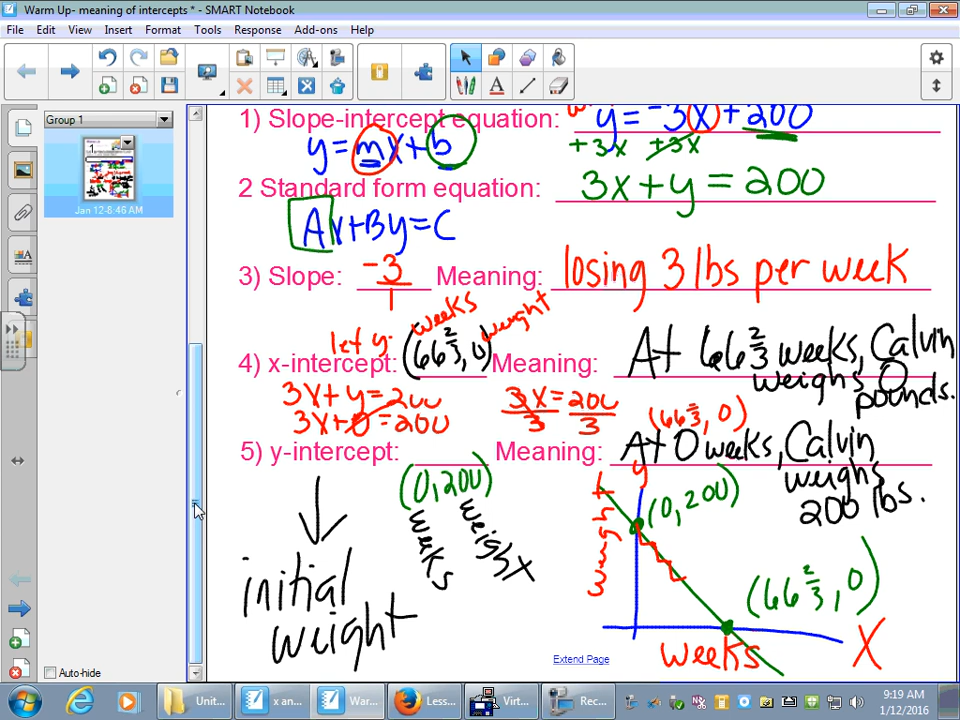 Warm Up- meaning of intercepts * - SMART Notebook
File Edit View Insert Format Tools Response Add-ons Help
Group 1
Jan 12-8:46 AM
1) Slope-intercept equation: y = -3x + 200
y = mx + b +3x +3x
2 Standard form equation: 3x + y = 200
Ax + By = C
3) Slope: -3/1 Meaning: losing 3 lbs per week
let y: weeks weight
4) x-intercept: (66 2/3, 0) Meaning: At 66 2/3 weeks, Calvin
weighs 0
pounds.
3x + y = 200 3x = 200
3x + 0 = 200 3 3
(66 2/3, 0)
5) y-intercept: (0, 200) Meaning: At 0 weeks, Calvin
weighs
200 lbs.
weeks weight
initial
weight
y
weight
(0, 200)
(66 2/3, 0)
weeks X
Extend Page
Auto-hide
Unit... x an... War... Less... Virt... Rec...
9:19 AM
1/12/2016